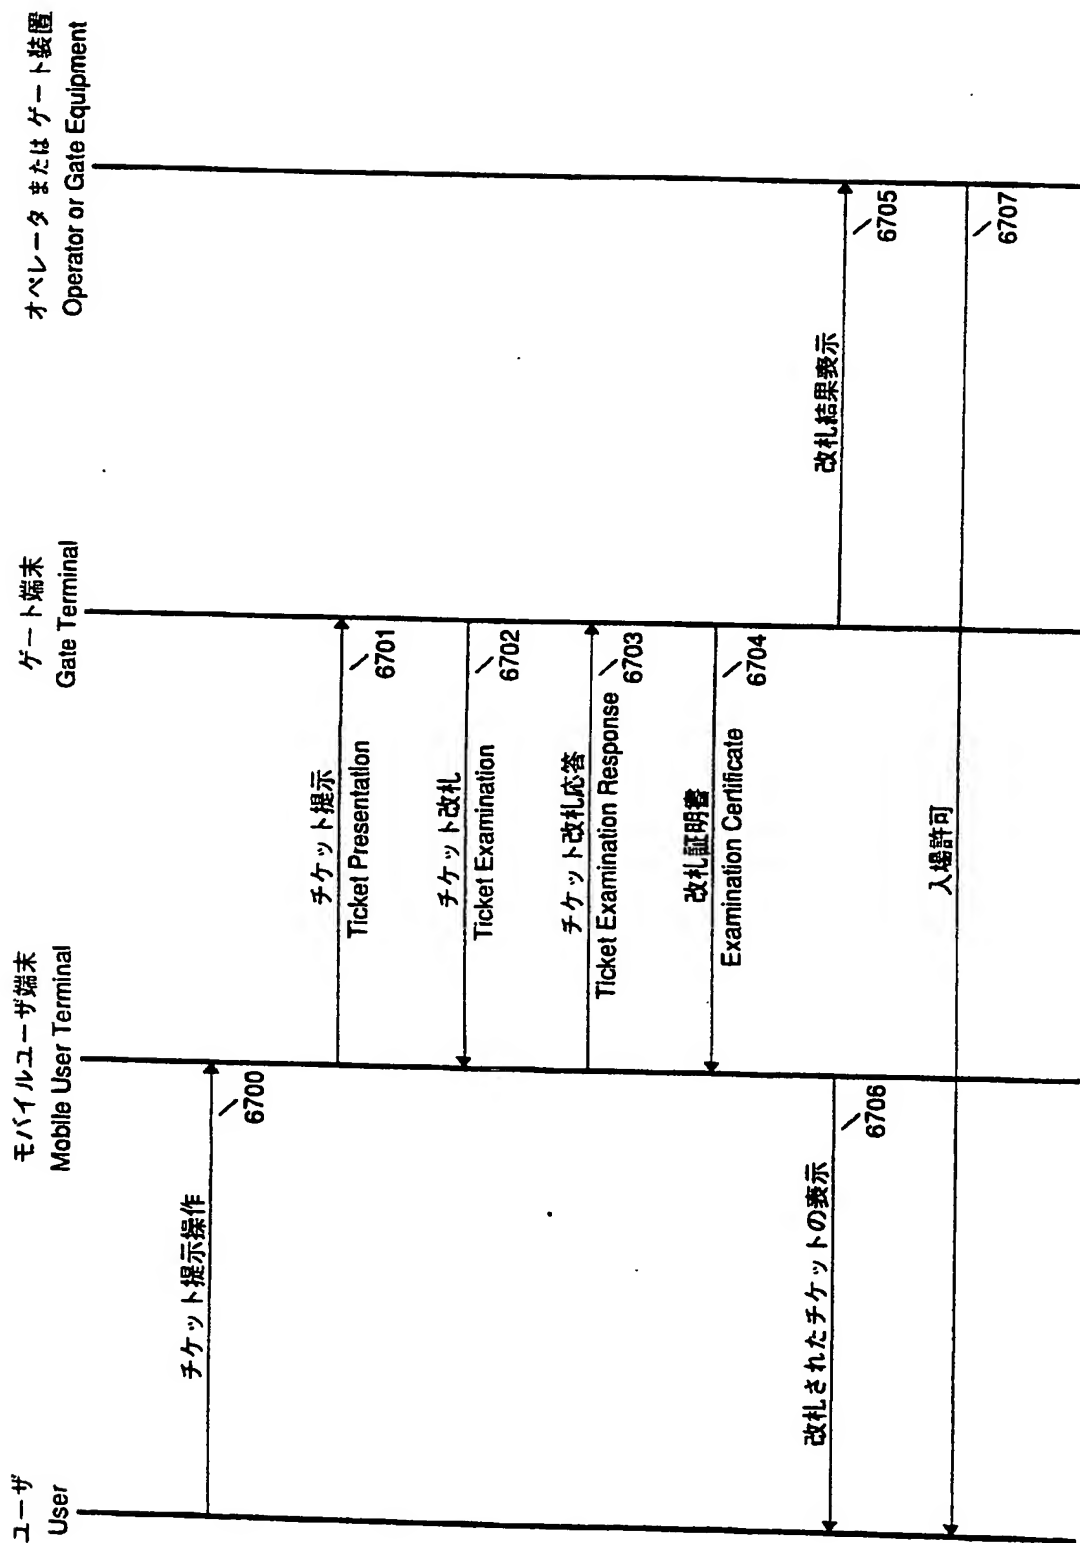 ユーザ
User
モバイルユーザ端末
Mobile User Terminal
ゲート端末
Gate Terminal
オペレータ または ゲート装置
Operator or Gate Equipment
チケット提示操作
6700
チケット提示
Ticket Presentation
6701
チケット改札
Ticket Examination
6702
チケット改札応答
Ticket Examination Response
6703
改札証明書
Examination Certificate
6704
改札結果表示
6705
改札されたチケットの表示
6706
入場許可
6707